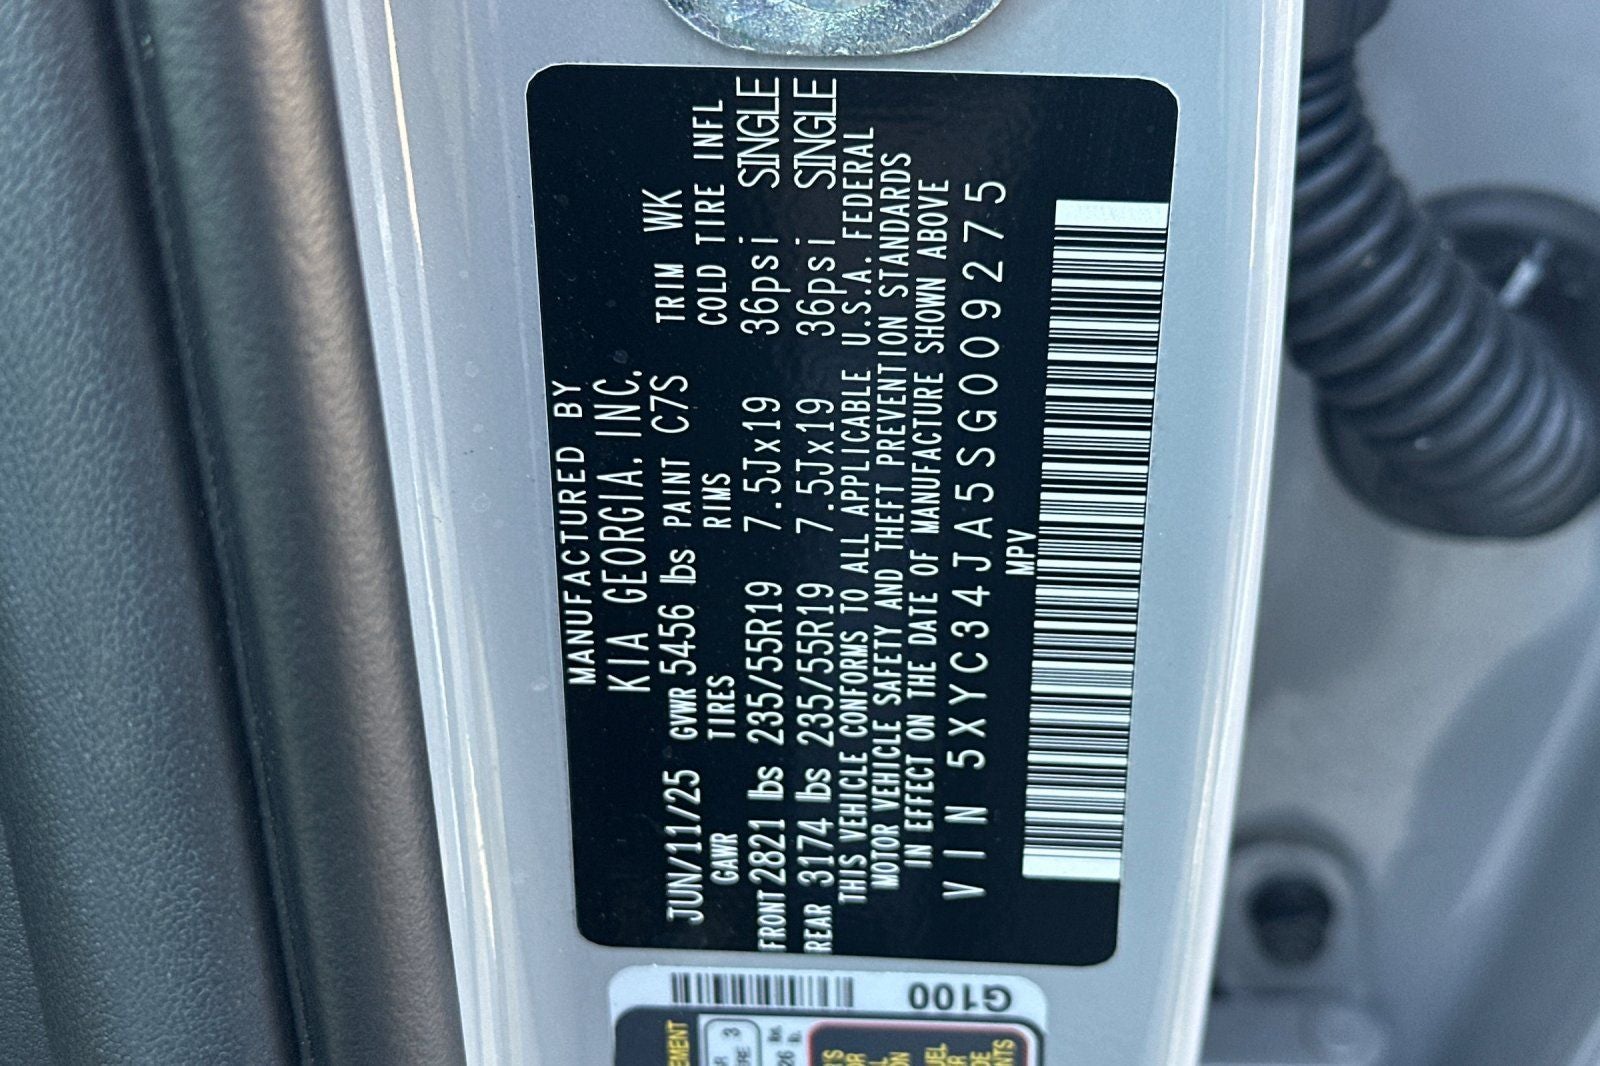 MANUFACTURED BY
KIA GEORGIA, INC.
JUN/11/25 GVWR 5456 lbs PAINT C7S TRIM WK
GAWR TIRES RIMS COLD TIRE INFL
FRONT 2821 lbs 235/55R19 7.5Jx19 36psi SINGLE
REAR 3174 lbs 235/55R19 7.5Jx19 36psi SINGLE
THIS VEHICLE CONFORMS TO ALL APPLICABLE U.S.A. FEDERAL
MOTOR VEHICLE SAFETY AND THEFT PREVENTION STANDARDS
IN EFFECT ON THE DATE OF MANUFACTURE SHOWN ABOVE
VIN 5XYC34JA5SG009275
MPV
G100
EMENT
3